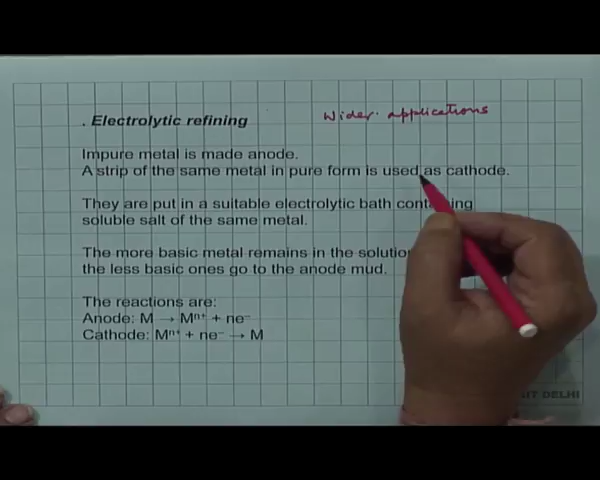 . Electrolytic refining Wider. applications
Impure metal is made anode.
A strip of the same metal in pure form is used as cathode.
They are put in a suitable electrolytic bath containing
soluble salt of the same metal.
The more basic metal remains in the solution
the less basic ones go to the anode mud.
The reactions are:
Anode: M → Mⁿ⁺ + ne⁻
Cathode: Mⁿ⁺ + ne⁻ → M
DELHI